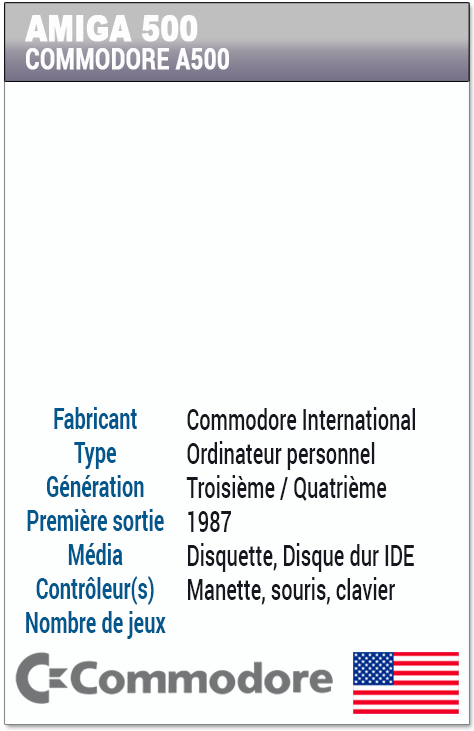 AMIGA 500
COMMODORE A500
Fabricant Commodore International
Type Ordinateur personnel
Génération Troisième / Quatrième
Première sortie 1987
Média Disquette, Disque dur IDE
Contrôleur(s) Manette, souris, clavier
Nombre de jeux
Commodore